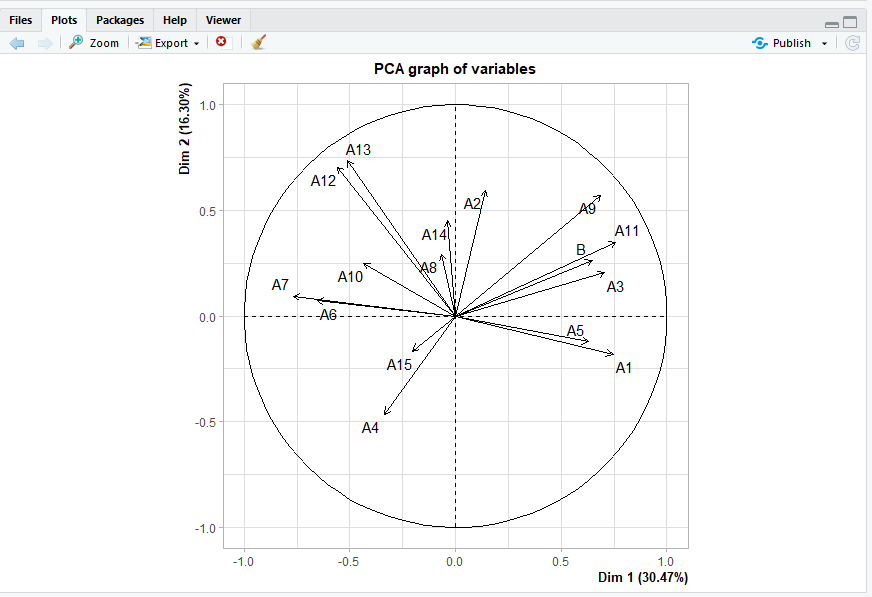 Files Plots Packages Help Viewer
Zoom Export Publish
PCA graph of variables
Dim 2 (16.30%)
1.0
0.5
0.0
-0.5
-1.0
A13
A12
A2
A9
A14
A11
B
A8
A10
A3
A7
A6
A5
A15
A1
A4
-1.0 -0.5 0.0 0.5 1.0
Dim 1 (30.47%)